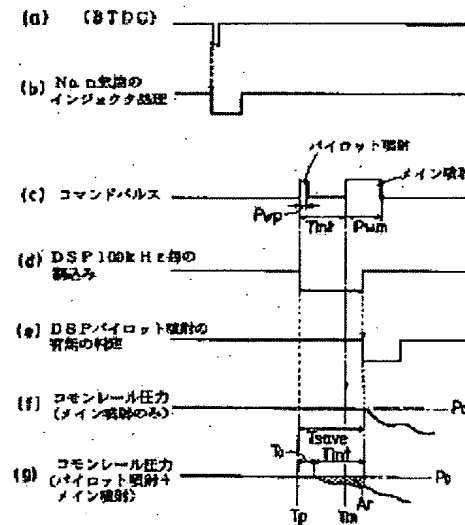 (a) (BTDC)
(b) No.n気筒の
インジェクタ処理
パイロット噴射
メイン噴射
(c) コマンドパルス
Pwp Tint Pwm
(d) DSP 100kHz毎の
割込み
(e) DSPパイロット噴射の
有無の判定
(f) コモンレール圧力
(メイン噴射のみ)
Tsave
Tint
(g) コモンレール圧力
(パイロット噴射+
メイン噴射)
Tp Tm Ar